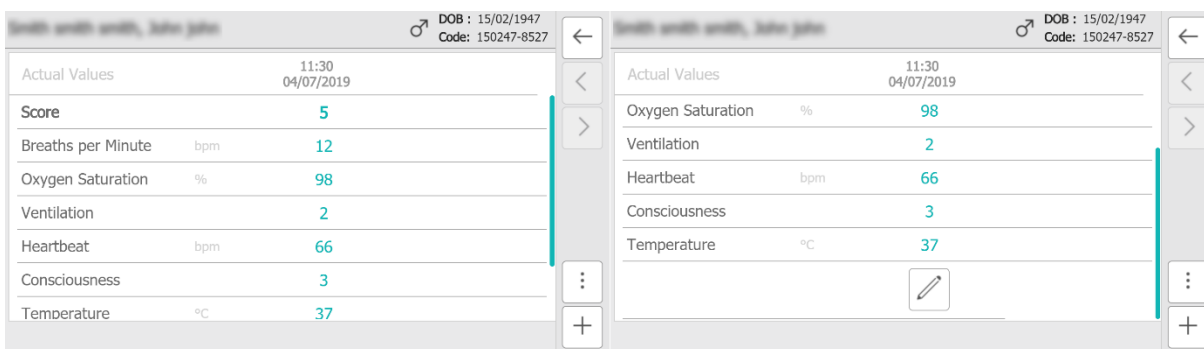 DOB : 15/02/1947
Code: 150247-8527
Actual Values
11:30
04/07/2019
Score 5
Breaths per Minute bpm 12
Oxygen Saturation % 98
Ventilation 2
Heartbeat bpm 66
Consciousness 3
Temperature °C 37
DOB : 15/02/1947
Code: 150247-8527
Actual Values
11:30
04/07/2019
Oxygen Saturation % 98
Ventilation 2
Heartbeat bpm 66
Consciousness 3
Temperature °C 37